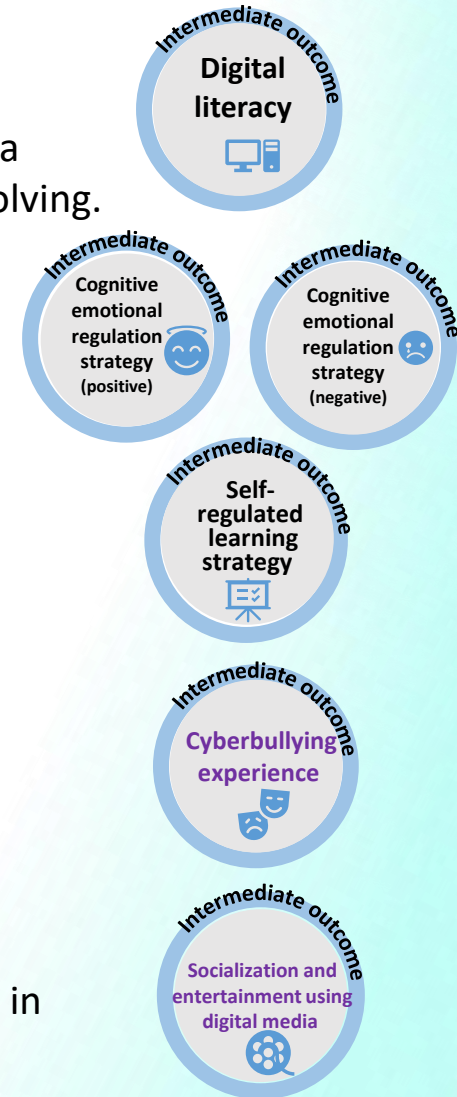 Intermediate outcome
Digital
literacy
a
olving.
Intermediate outcome
Cognitive
emotional
regulation
strategy
(positive)
Intermediate outcome
Cognitive
emotional
regulation
strategy
(negative)
Intermediate outcome
Self-
regulated
learning
strategy
Intermediate outcome
Cyberbullying
experience
Intermediate outcome
Socialization and
entertainment using
digital media
in